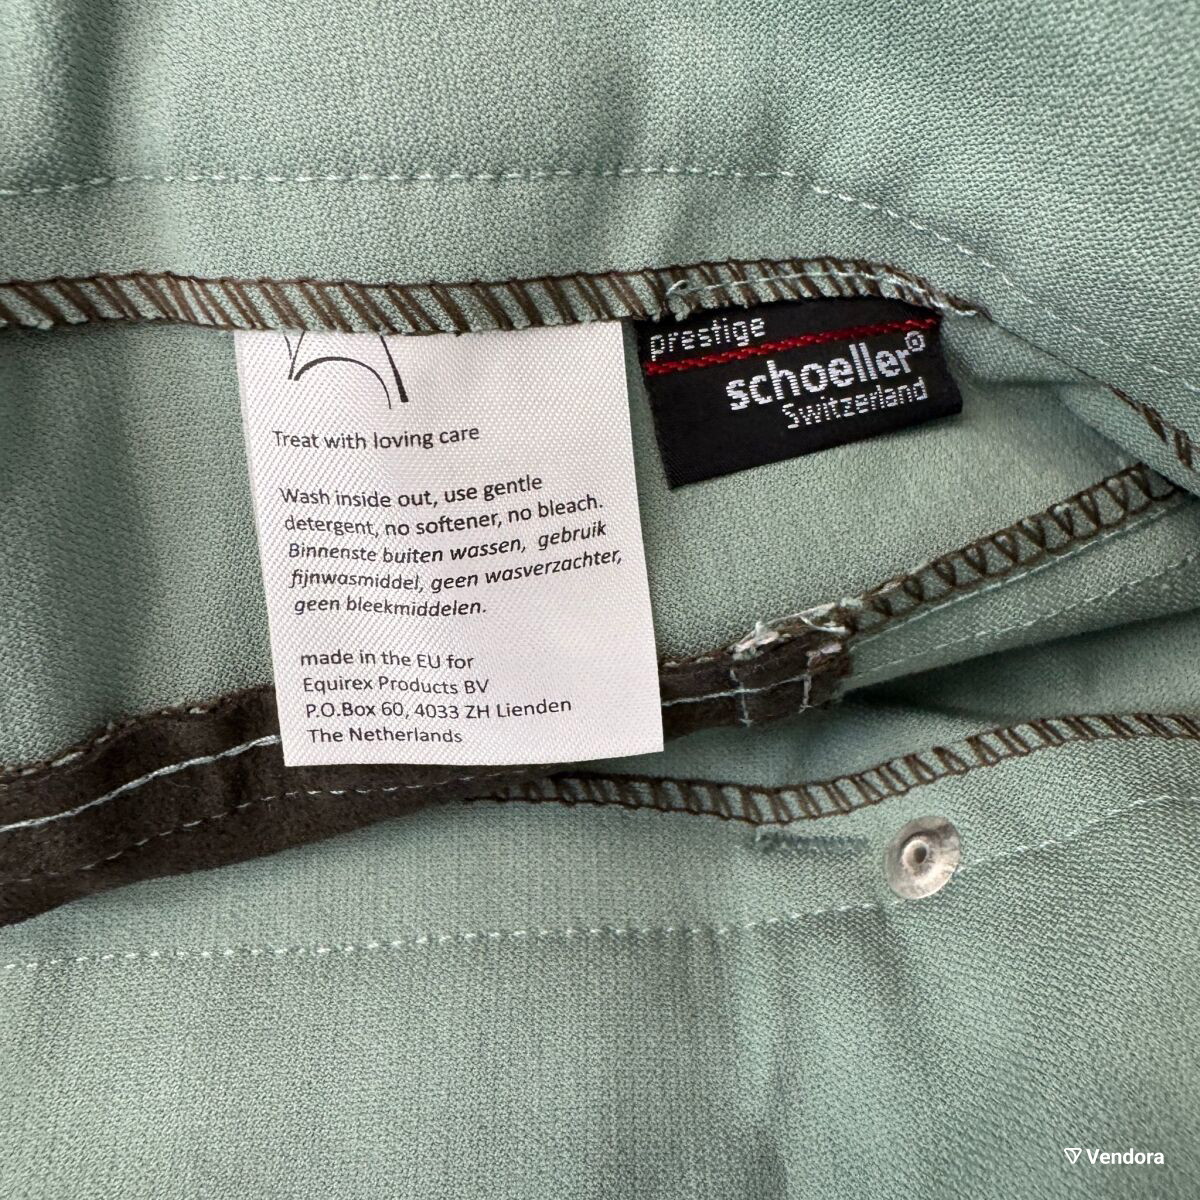 prestige
schoeller®
Switzerland
Treat with loving care
Wash inside out, use gentle
detergent, no softener, no bleach.
Binnenste buiten wassen, gebruik
fijnwasmiddel, geen wasverzachter,
geen bleekmiddelen.
made in the EU for
Equirex Products BV
P.O.Box 60, 4033 ZH Lienden
The Netherlands
Vendora